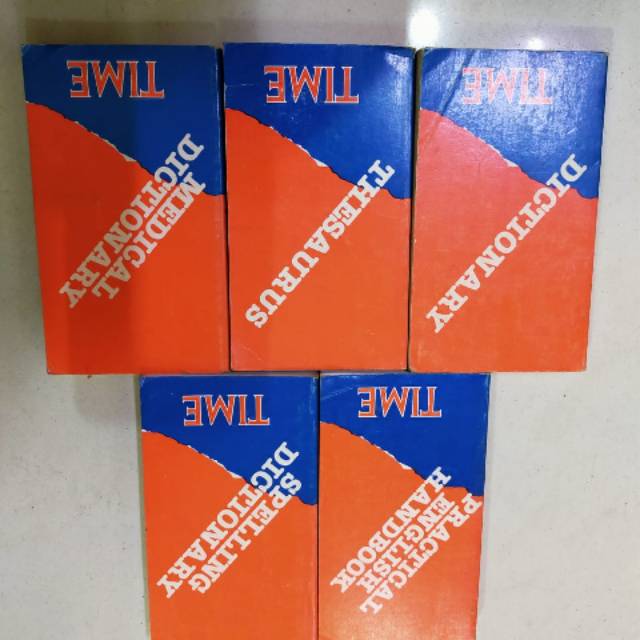 TIME
MEDICAL
DICTIONARY
TIME
THESAURUS
TIME
DICTIONARY
TIME
SPELLING
DICTIONARY
TIME
PRACTICAL
ENGLISH
HANDBOOK